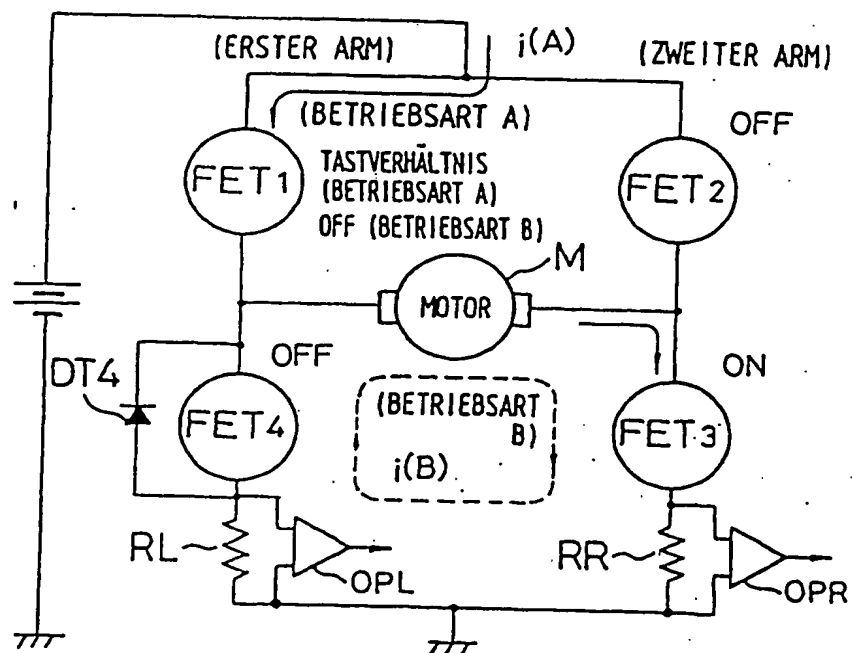 (ERSTER ARM)
i(A)
(ZWEITER ARM)
(BETRIEBSART A)
OFF
FET1
TASTVERHÄLTNIS
(BETRIEBSART A)
OFF (BETRIEBSART B)
FET2
M
MOTOR
DT4
OFF
ON
FET4
(BETRIEBSART
B)
i(B)
FET3
RL
OPL
RR
OPR